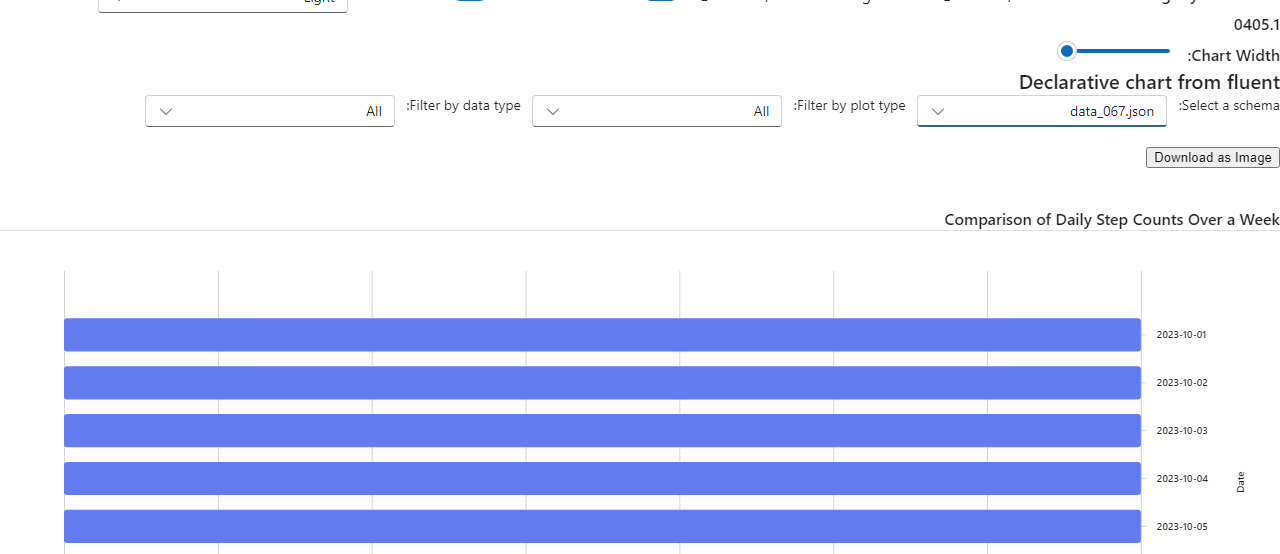 0405.1
:Chart Width
Declarative chart from fluent
:Select a schema
data_067.json
:Filter by plot type
All
:Filter by data type
All
Download as Image
Comparison of Daily Step Counts Over a Week
2023-10-01
2023-10-02
2023-10-03
2023-10-04
2023-10-05
Date